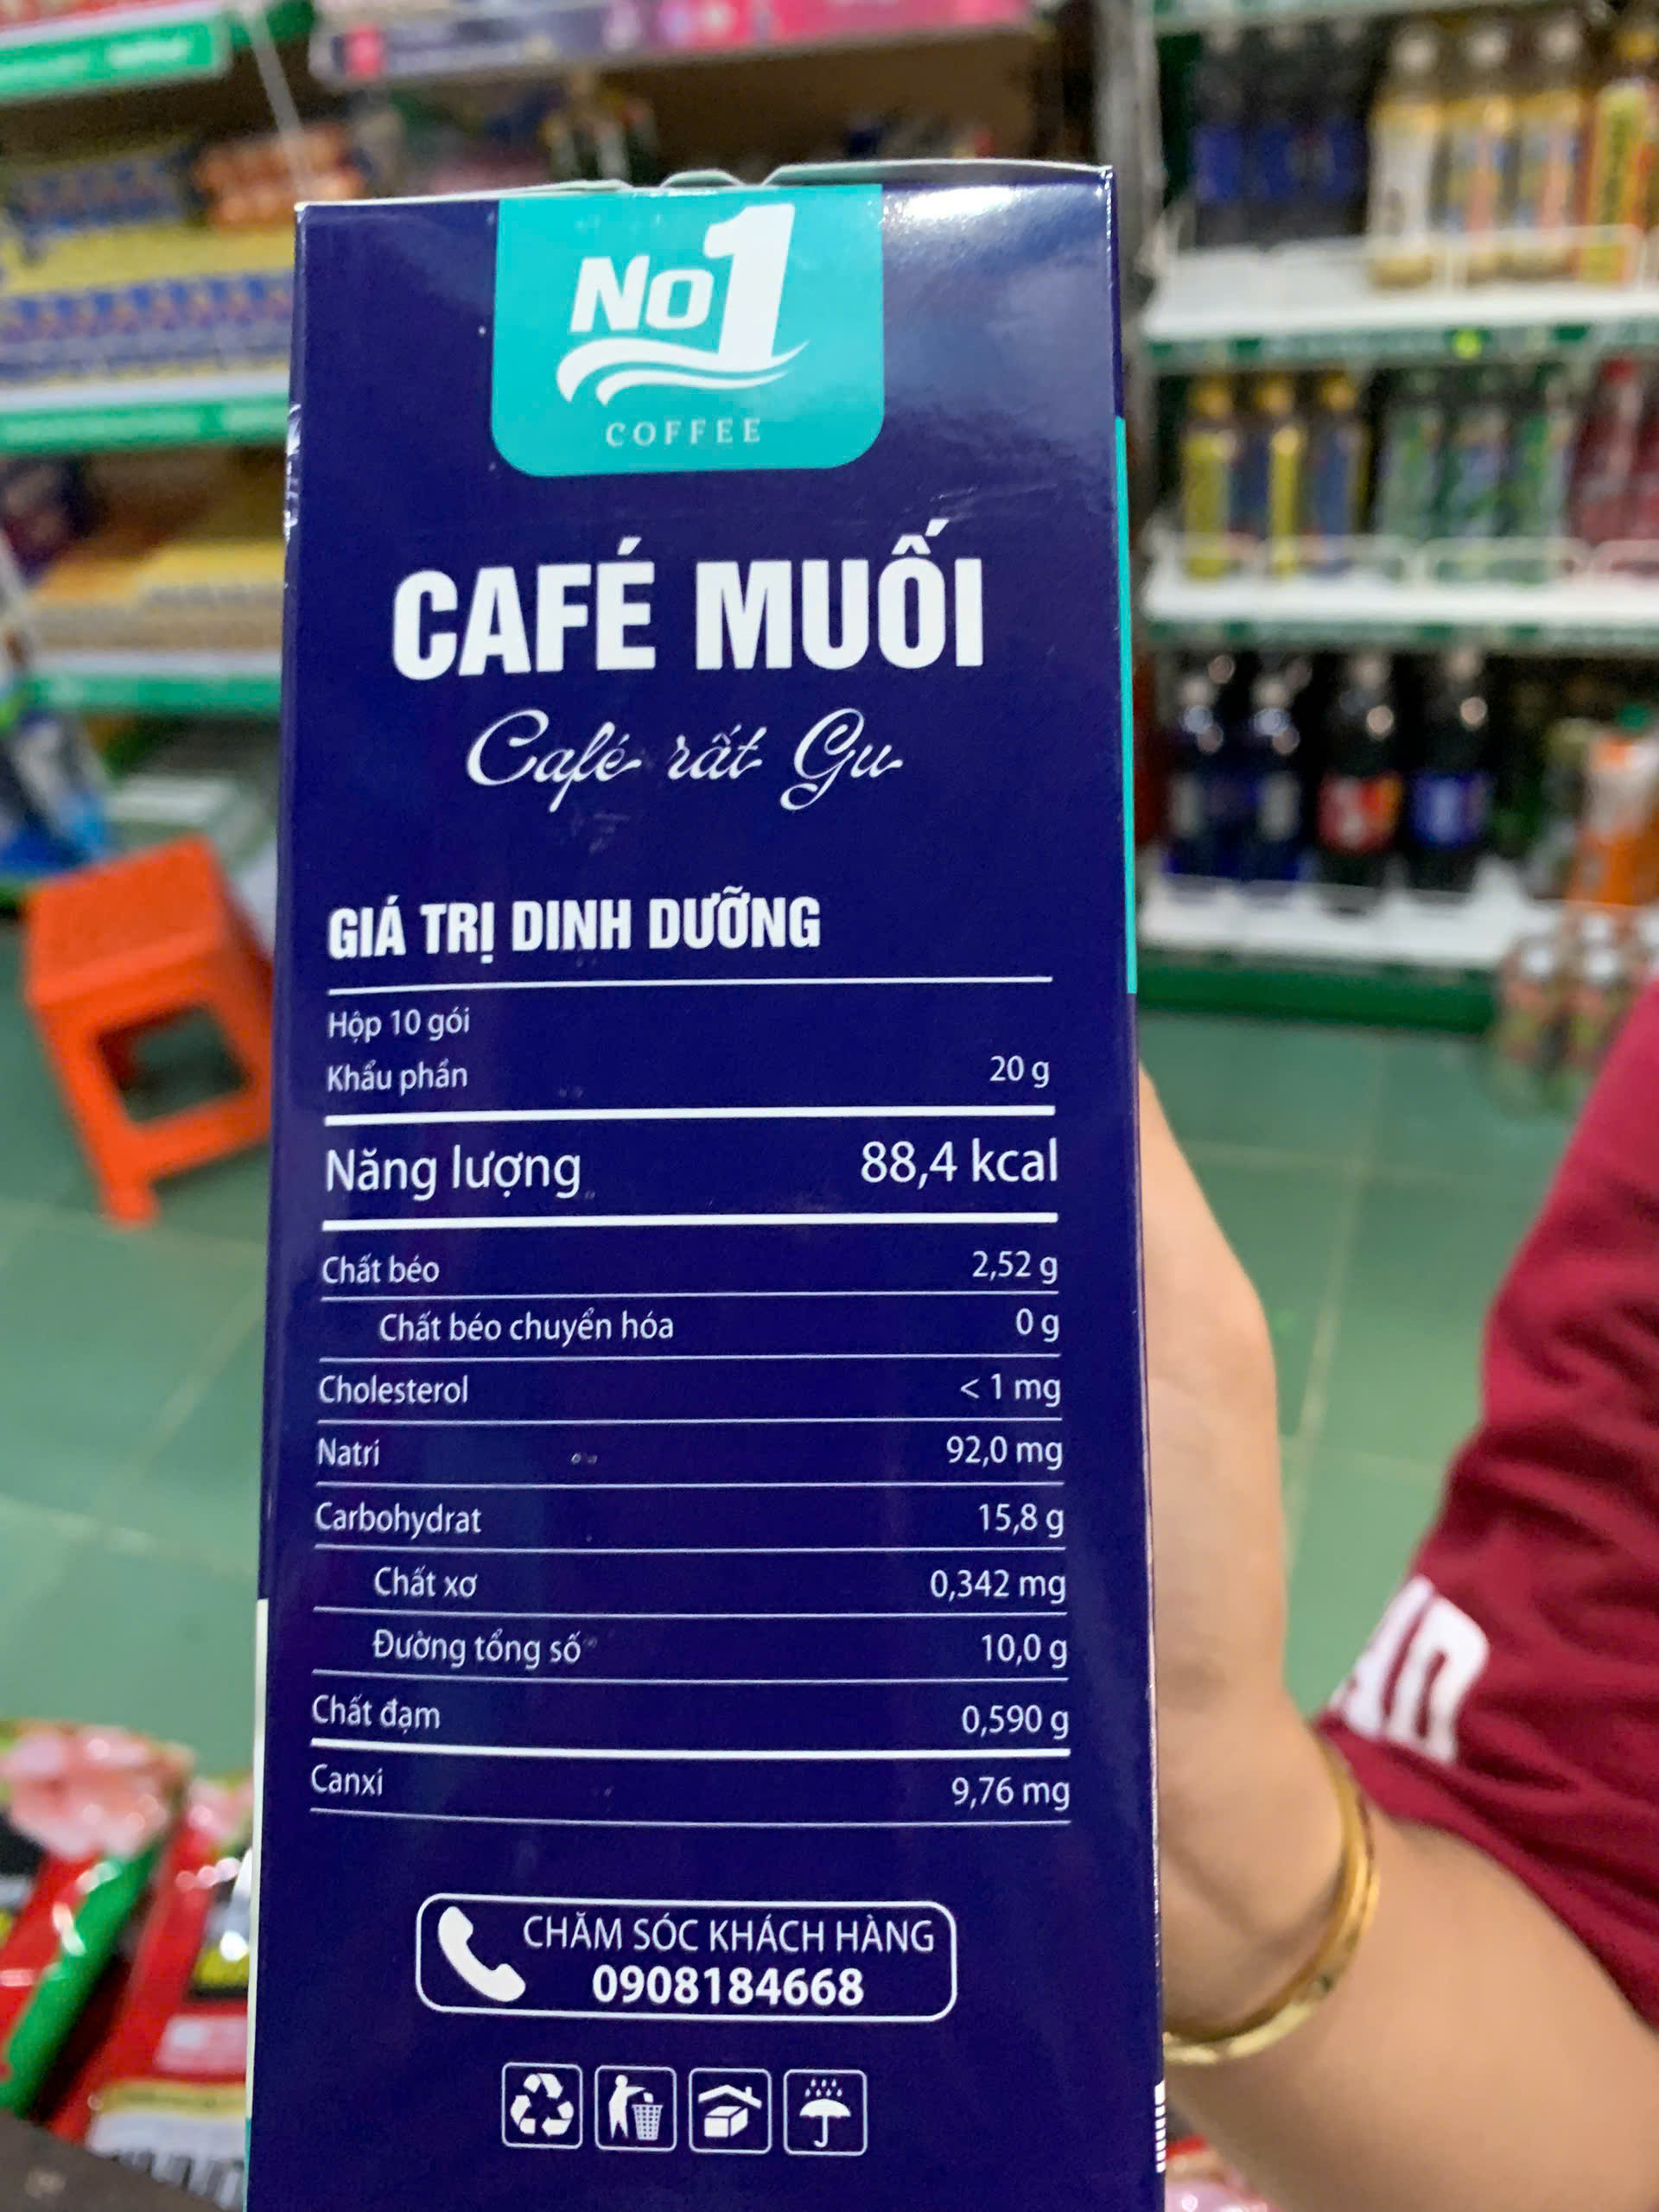 No1
COFFEE
CAFÉ MUỐI
Café rất Gu
GIÁ TRỊ DINH DƯỠNG
Hộp 10 gói
Khẩu phần 20 g
Năng lượng 88,4 kcal
Chất béo 2,52 g
Chất béo chuyển hóa 0 g
Cholesterol < 1 mg
Natri 92,0 mg
Carbohydrat 15,8 g
Chất xơ 0,342 mg
Đường tổng số 10,0 g
Chất đạm 0,590 g
Canxi 9,76 mg
CHĂM SÓC KHÁCH HÀNG
0908184668